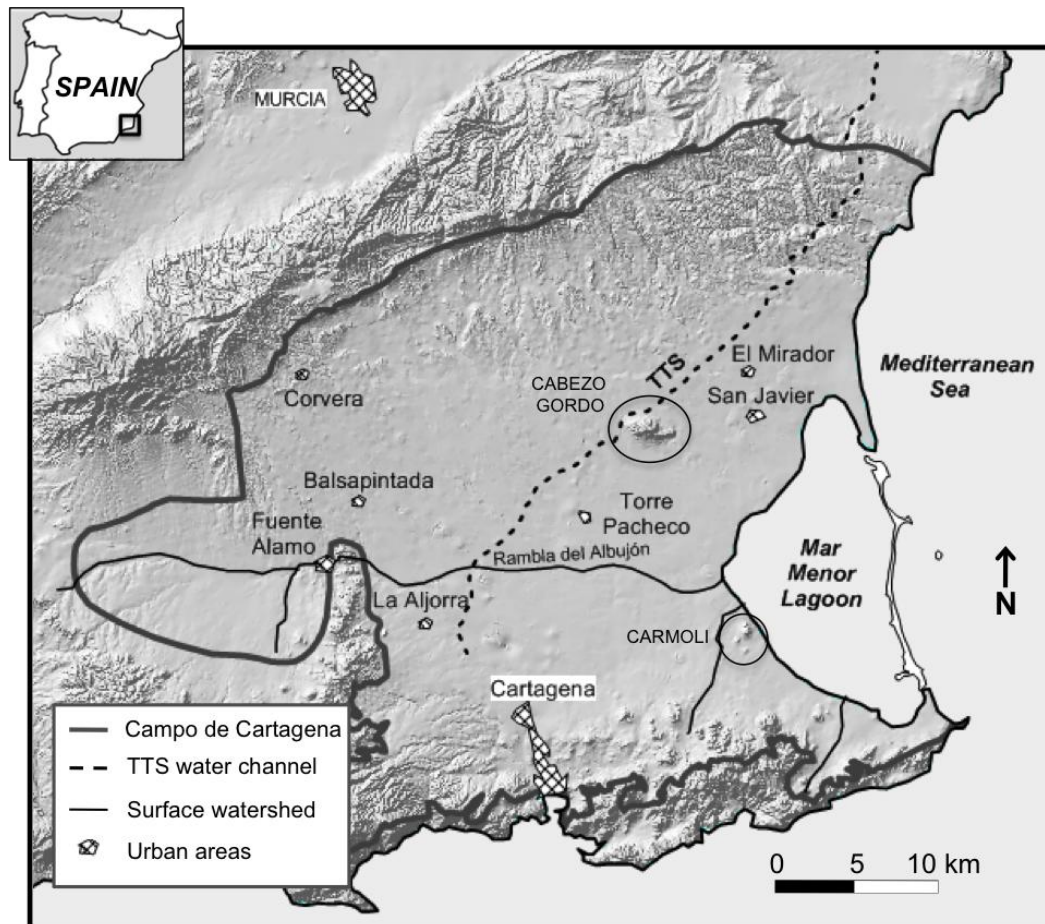 SPAIN
MURCIA
El Mirador
Mediterranean
Sea
TTS
CABEZO
GORDO
San Javier
Corvera
Balsapintada
Torre
Pacheco
Fuente
Alamo
Rambla del Albujón
Mar
Menor
Lagoon
N
La Aljorra
CARMOLI
Cartagena
Campo de Cartagena
TTS water channel
Surface watershed
Urban areas
0 5 10 km